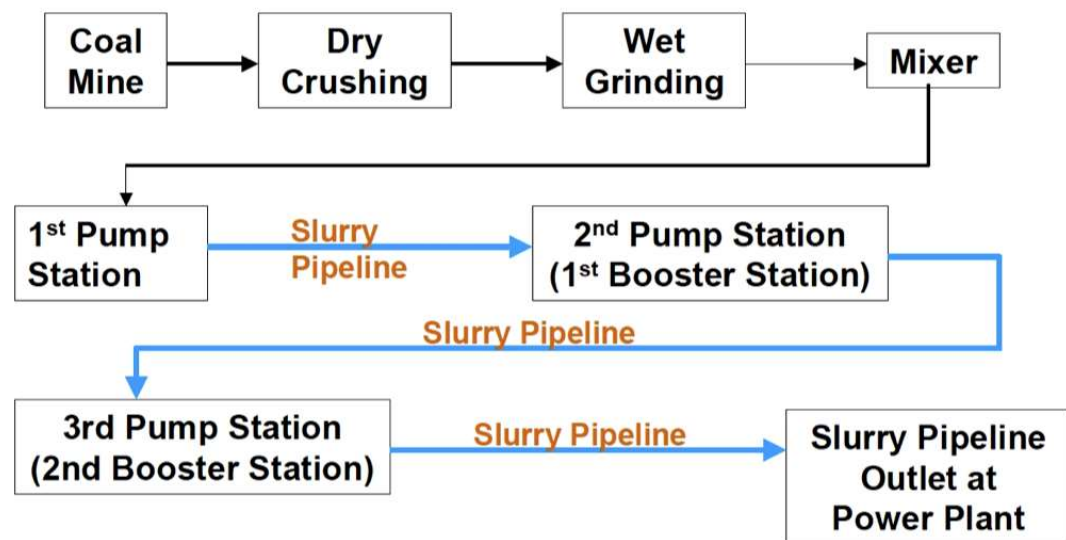 Coal
Mine
Dry
Crushing
Wet
Grinding
Mixer
1st Pump
Station
Slurry
Pipeline
2nd Pump Station
(1st Booster Station)
Slurry Pipeline
3rd Pump Station
(2nd Booster Station)
Slurry Pipeline
Slurry Pipeline
Outlet at
Power Plant